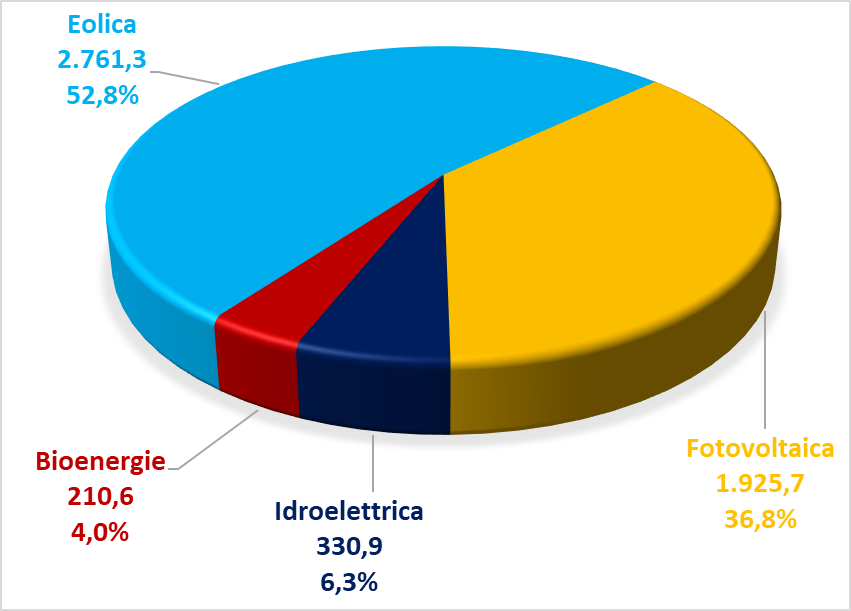 Eolica
2.761,3
52,8%
Fotovoltaica
1.925,7
36,8%
Bioenergie
210,6
4,0%
Idroelettrica
330,9
6,3%